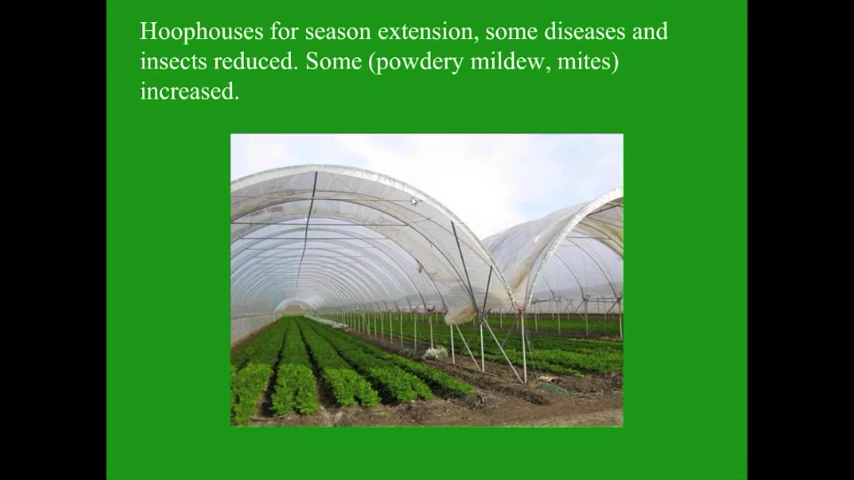 Hoophouses for season extension, some diseases and
insects reduced. Some (powdery mildew, mites)
increased.